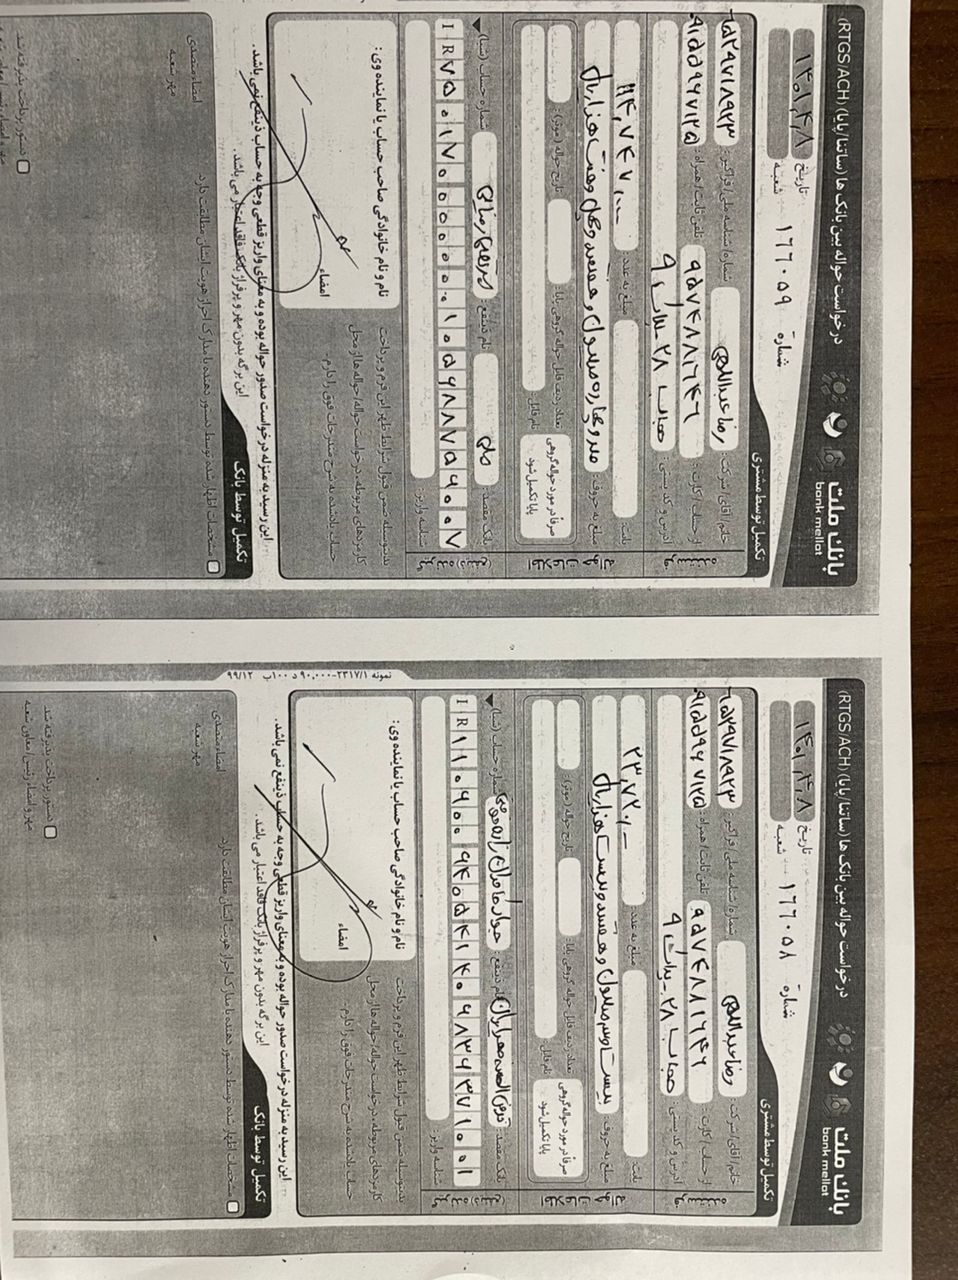 بانك ملت
bank mellat
درخواست حواله بین بانک ها (ساتنا/پایا) (RTGS/ACH)
شماره ۱۶۶۰۵۸
تاریخ ۱۴۰۱,۴,۸
شعبه
تکمیل توسط مشتری
فرستنده
خانم/آقای/شرکت: رضا عبداللهی شماره/شناسه ملی/فراگیر: ۶۵۲۹۷۱۸۹۲۳
از حساب/کارت: ۹۵۷۴۸۸۱۶۴۶ تلفن ثابت/همراه: ۹۱۵۵۹۶۷۱۲۵
آدرس و کد پستی: حجاب ۲۸ - پلاک ۹
اطلاعات حواله
بابت: مبلغ به عدد: ۲۳,۷۲۰,۰۰۰
مبلغ به حروف: بیست و سه میلیون و هفتصد و بیست هزار ریال
صرفاً در مورد حواله گروهی پایا تکمیل شود
تعداد ردیف فایل حواله گروهی پایا: تاریخ حواله (موثر):
نام فایل:
گیرنده (ذینفع)
بانک مقصد: قرض الحسنه مهر ایران نام ذینفع: جواد شماره حساب (شبا)
IR ۱۱۰۶۰۰۹۴۰۵۴۱۴۰۶۸۳۶۳۷۱۰۰۱
شناسه واریز:
بدینوسیله ضمن قبول شرایط ظهر این فرم و پرداخت
کارمزدهای مربوطه، درخواست حواله/حواله ها از محل
حساب یادشده به شرح مندرجات فوق را دارم.
نام و نام خانوادگی صاحب حساب یا نماینده وی:
امضاء
این رسید به منزله درخواست صدور حواله بوده و به معنای واریز قطعی وجه به حساب ذینفع نمی باشد.
این برگه بدون مهر و پرفراژ بانک فاقد اعتبار می باشد.
تکمیل توسط بانک
مشخصات اظهار شده توسط دستور دهنده با مدارک احراز هویت ایشان مطابقت دارد.
امضاء متصدی
مهر شعبه
دستور پرداخت پذیرفته شد
مهر و امضاء رئیس/معاون شعبه
بانك ملت
bank mellat
درخواست حواله بین بانک ها (ساتنا/پایا) (RTGS/ACH)
شماره ۱۶۶۰۵۹
تاریخ ۱۴۰۱,۴,۸
شعبه
تکمیل توسط مشتری
فرستنده
خانم/آقای/شرکت: رضا عبداللهی شماره/شناسه ملی/فراگیر: ۶۵۲۹۷۱۸۹۲۳
از حساب/کارت: ۹۵۷۴۸۸۱۶۴۶ تلفن ثابت/همراه: ۹۱۵۵۹۶۷۱۲۵
آدرس و کد پستی: حجاب ۲۸ - پلاک ۹
اطلاعات حواله
بابت: مبلغ به عدد: ۱۱۴,۷۴۷,۰۰۰
مبلغ به حروف: صد و چهارده میلیون و هفتصد و چهل و هفت هزار ریال
صرفاً در مورد حواله گروهی پایا تکمیل شود
تعداد ردیف فایل حواله گروهی پایا: تاریخ حواله (موثر):
نام فایل:
گیرنده (ذینفع)
بانک مقصد: ملی نام ذینفع: مرتضی رضایی شماره حساب (شبا)
IR ۷۵۰۱۷۰۰۰۰۰۰۰۱۰۵۶۸۸۷۵۶۰۰۷
شناسه واریز:
بدینوسیله ضمن قبول شرایط ظهر این فرم و پرداخت
کارمزدهای مربوطه، درخواست حواله/حواله ها از محل
حساب یادشده به شرح مندرجات فوق را دارم.
نام و نام خانوادگی صاحب حساب یا نماینده وی:
امضاء
این رسید به منزله درخواست صدور حواله بوده و به معنای واریز قطعی وجه به حساب ذینفع نمی باشد.
این برگه بدون مهر و پرفراژ بانک فاقد اعتبار می باشد.
تکمیل توسط بانک
مشخصات اظهار شده توسط دستور دهنده با مدارک احراز هویت ایشان مطابقت دارد.
امضاء متصدی
مهر شعبه
دستور پرداخت پذیرفته شد
مهر و امضاء رئیس/معاون شعبه